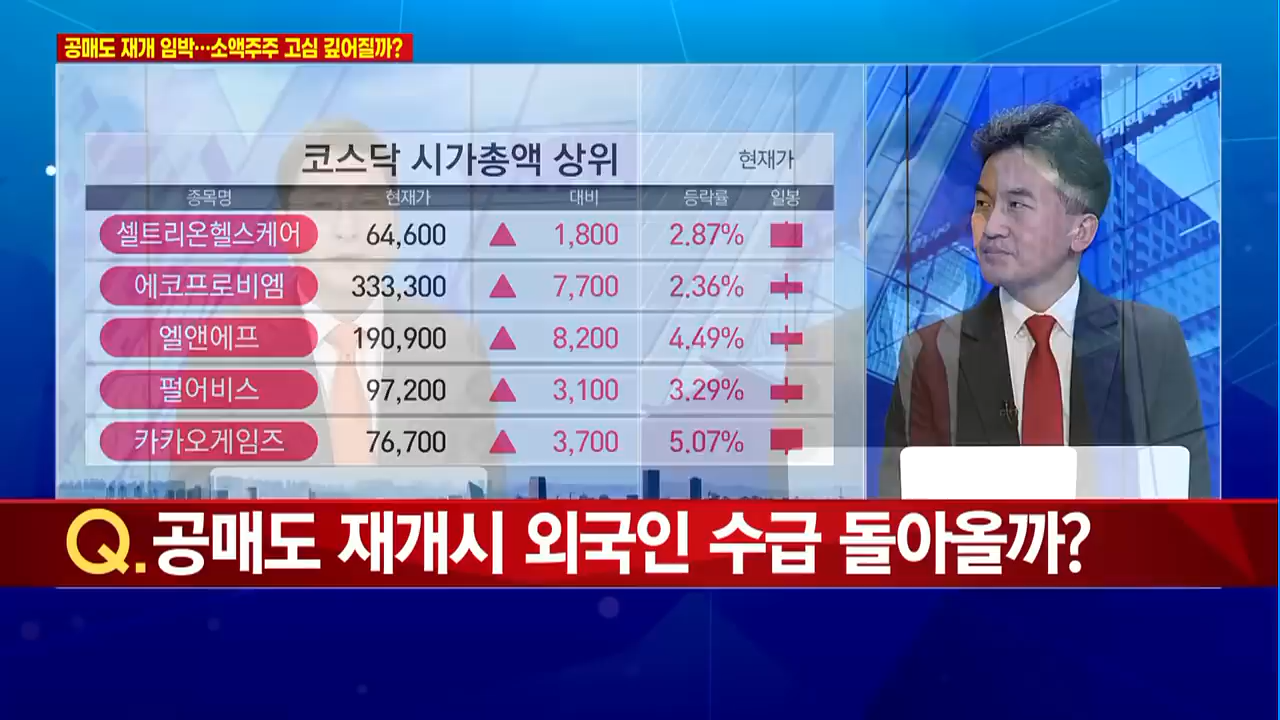 공매도 재개 임박…소액주주 고심 깊어질까?
코스닥 시가총액 상위 현재가
종목명 현재가 대비 등락률 일봉
셀트리온헬스케어 64,600 ▲ 1,800 2.87%
에코프로비엠 333,300 ▲ 7,700 2.36%
엘앤에프 190,900 ▲ 8,200 4.49%
펄어비스 97,200 ▲ 3,100 3.29%
카카오게임즈 76,700 ▲ 3,700 5.07%
Q.공매도 재개시 외국인 수급 돌아올까?